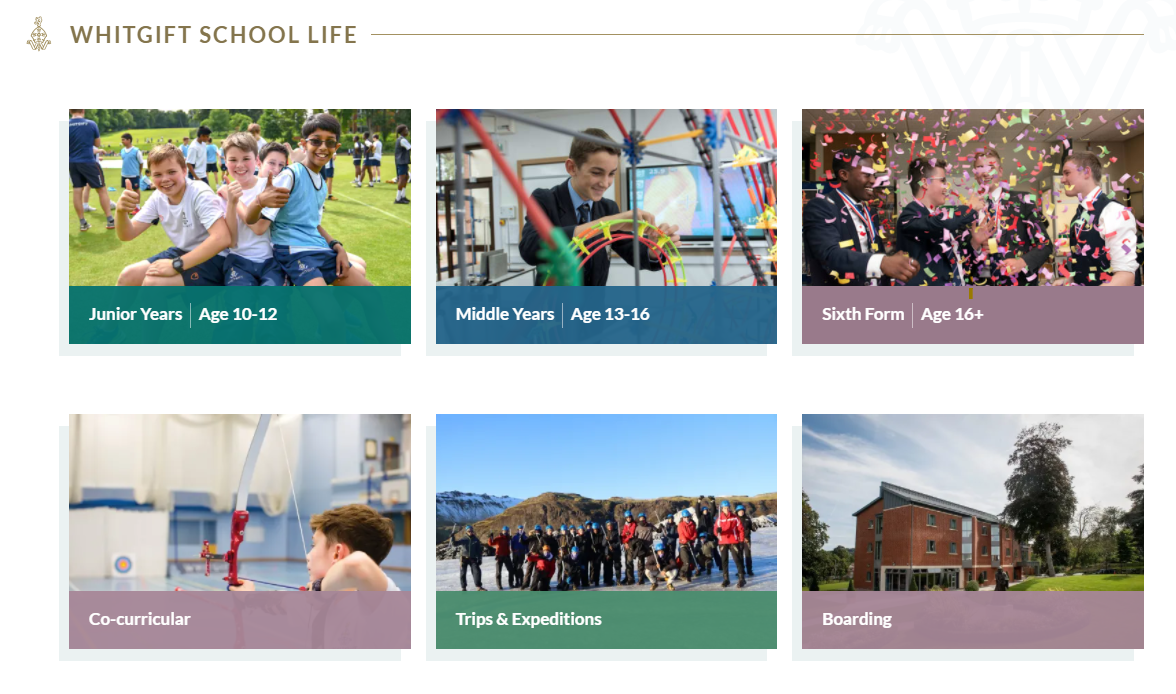 WHITGIFT SCHOOL LIFE
Junior Years | Age 10-12
Middle Years | Age 13-16
Sixth Form | Age 16+
Co-curricular
Trips & Expeditions
Boarding